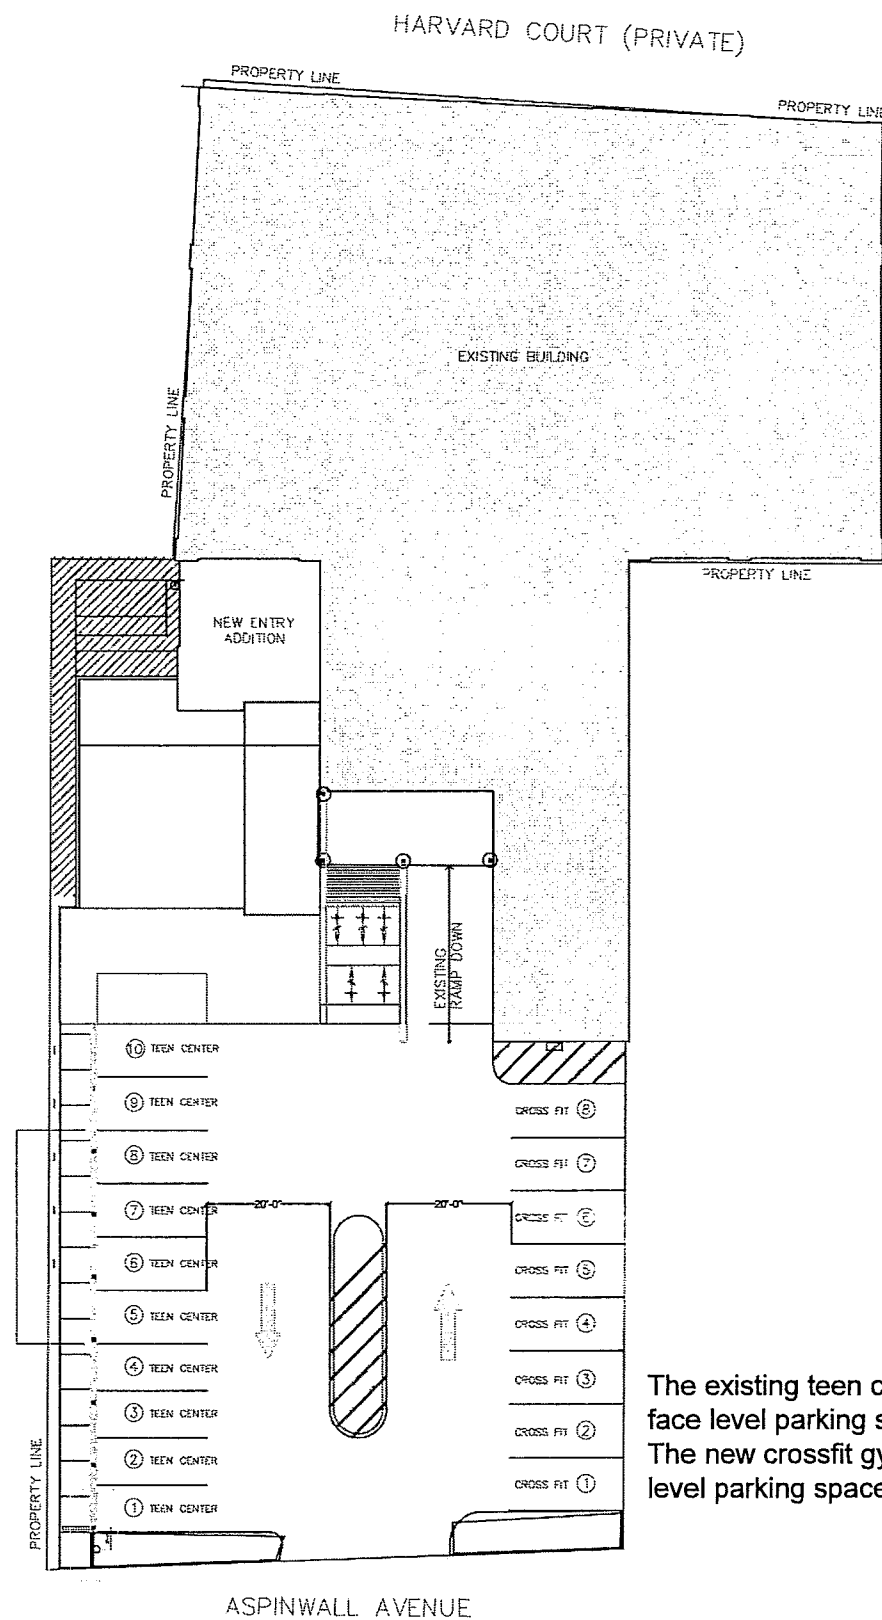 HARVARD COURT (PRIVATE)
PROPERTY LINE
PROPERTY LINE
EXISTING BUILDING
PROPERTY LINE
PROPERTY LINE
NEW ENTRY
ADDITION
EXISTING
RAMP DOWN
10 TEEN CENTER
9 TEEN CENTER
8 TEEN CENTER
7 TEEN CENTER
6 TEEN CENTER
5 TEEN CENTER
4 TEEN CENTER
3 TEEN CENTER
2 TEEN CENTER
1 TEEN CENTER
20'-0"
20'-0"
CROSS FIT 8
CROSS FIT 7
CROSS FIT 6
CROSS FIT 5
CROSS FIT 4
CROSS FIT 3
CROSS FIT 2
CROSS FIT 1
The existing teen c
face level parking s
The new crossfit gy
level parking space
PROPERTY LINE
ASPINWALL AVENUE